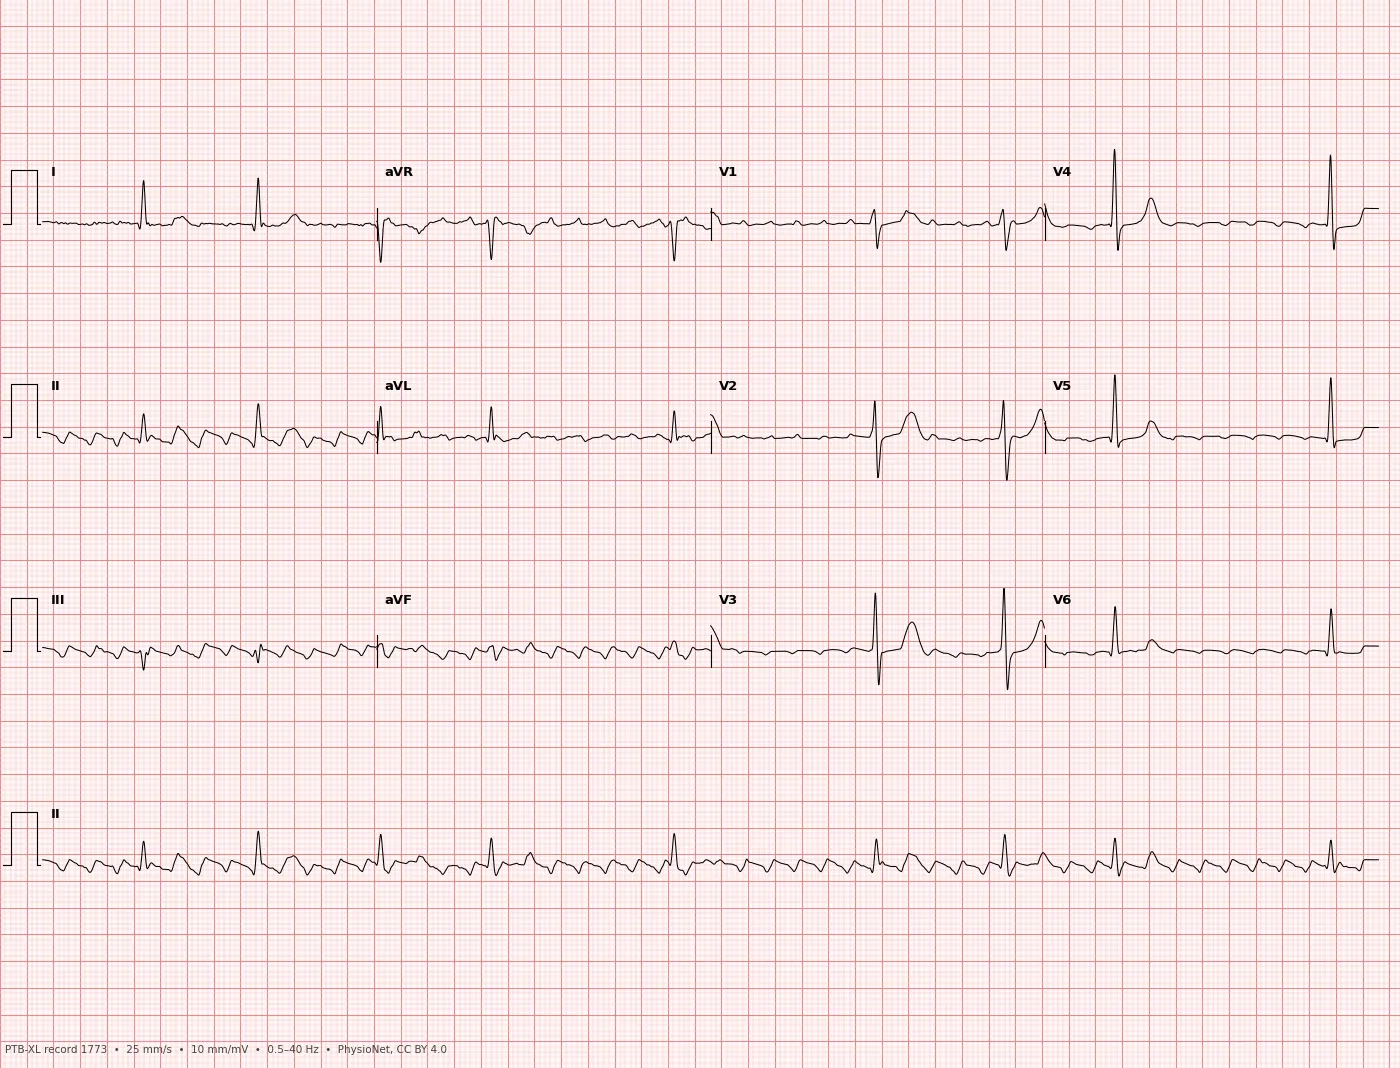 I
aVR
V1
V4
II
aVL
V2
V5
III
aVF
V3
V6
II
PTB-XL record 1773 • 25 mm/s • 10 mm/mV • 0.5–40 Hz • PhysioNet, CC BY 4.0